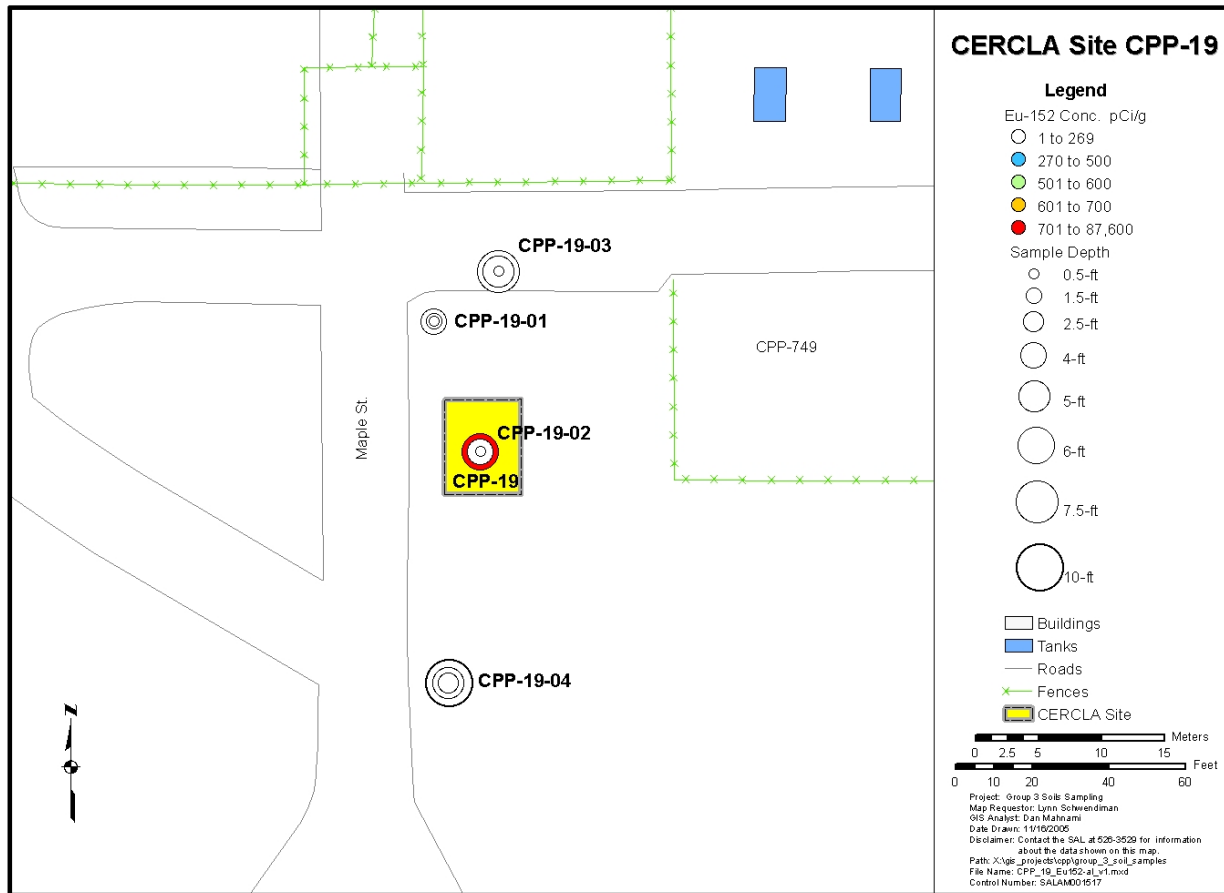 CERCLA Site CPP-19
Legend
Eu-152 Conc. pCi/g
1 to 269
270 to 500
501 to 600
601 to 700
701 to 87,600
Sample Depth
0.5-ft
1.5-ft
2.5-ft
4-ft
5-ft
6-ft
7.5-ft
10-ft
Buildings
Tanks
Roads
Fences
CERCLA Site
Meters
0 2.5 5 10 15
Feet
0 10 20 40 60
Project: Group 3 Soils Sampling
Map Requestor: Lynn Schwendiman
GIS Analyst: Dan Mahnami
Date Drawn: 11/16/2005
Disclaimer: Contact the SAL at 526-3529 for information
about the data shown on this map.
Path: X:\gis_projects\cpp\group_3_soil_samples
File Name: CPP_19_Eu152-al_v1.mxd
Control Number: SALAM001517
CPP-19-03
CPP-19-01
CPP-749
Maple St.
CPP-19-02
CPP-19
CPP-19-04
N